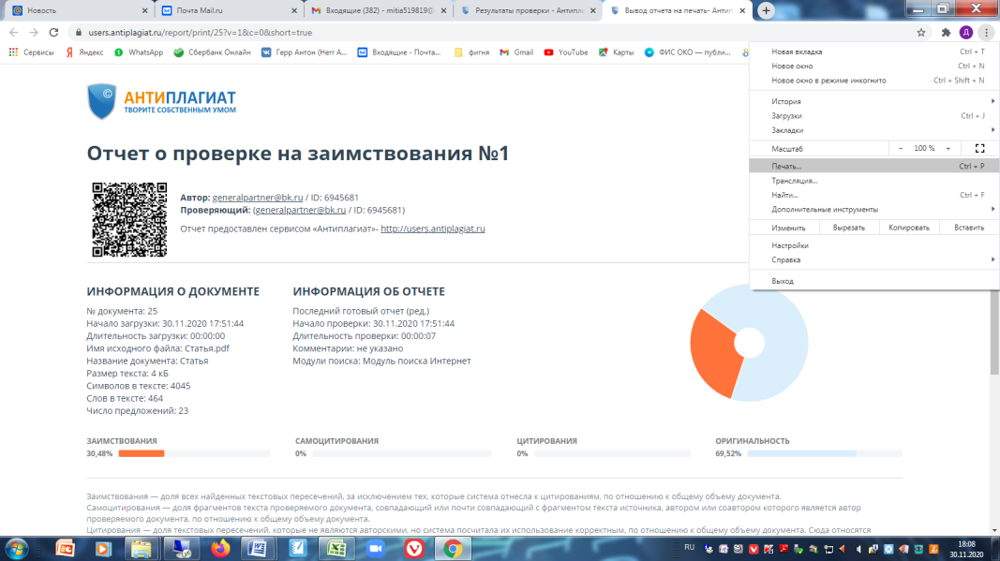 Новость
Почта Mail.ru
Входящие (382) - mitia519819@
Результаты проверки - Антипла
Вывод отчета на печать- Антип
users.antiplagiat.ru/report/print/25?v=1&c=0&short=true
Сервисы
Яндекс
WhatsApp
Сбербанк Онлайн
Герр Антон (Herr A...
Входящие - Почта...
фигня
Gmail
YouTube
Карты
ФИС ОКО — публи...
Д
Новая вкладка Ctrl + T
Новое окно Ctrl + N
Новое окно в режиме инкогнито Ctrl + Shift + N
История
Загрузки Ctrl + J
Закладки
Масштаб - 100 % +
Печать... Ctrl + P
Трансляция...
Найти... Ctrl + F
Дополнительные инструменты
Изменить Вырезать Копировать Вставить
Настройки
Справка
Выход
АНТИПЛАГИАТ
ТВОРИТЕ СОБСТВЕННЫМ УМОМ
Отчет о проверке на заимствования №1
Автор: generalpartner@bk.ru / ID: 6945681
Проверяющий: (generalpartner@bk.ru / ID: 6945681)
Отчет предоставлен сервисом «Антиплагиат»- http://users.antiplagiat.ru
ИНФОРМАЦИЯ О ДОКУМЕНТЕ
№ документа: 25
Начало загрузки: 30.11.2020 17:51:44
Длительность загрузки: 00:00:00
Имя исходного файла: Статья.pdf
Название документа: Статья
Размер текста: 4 кБ
Символов в тексте: 4045
Слов в тексте: 464
Число предложений: 23
ИНФОРМАЦИЯ ОБ ОТЧЕТЕ
Последний готовый отчет (ред.)
Начало проверки: 30.11.2020 17:51:44
Длительность проверки: 00:00:07
Комментарии: не указано
Модули поиска: Модуль поиска Интернет
ЗАИМСТВОВАНИЯ
30,48%
САМОЦИТИРОВАНИЯ
0%
ЦИТИРОВАНИЯ
0%
ОРИГИНАЛЬНОСТЬ
69,52%
Заимствования — доля всех найденных текстовых пересечений, за исключением тех, которые система отнесла к цитированиям, по отношению к общему объему документа.
Самоцитирования — доля фрагментов текста проверяемого документа, совпадающий или почти совпадающий с фрагментом текста источника, автором или соавтором которого является автор
проверяемого документа, по отношению к общему объему документа.
Цитирования — доля текстовых пересечений, которые не являются авторскими, но система посчитала их использование корректным, по отношению к общему объему документа. Сюда относятся
RU
18:08
30.11.2020